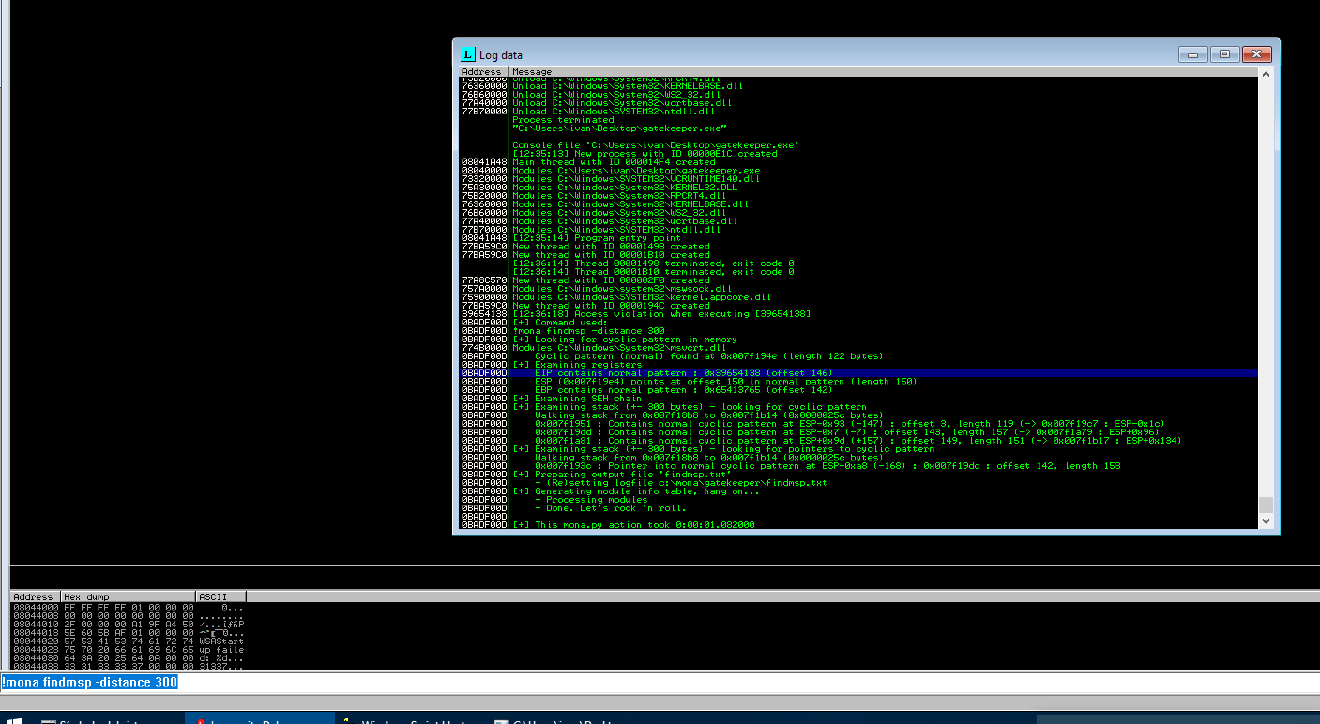 Log data
Address Message
Unload C:\Windows\System32\RPCRT4.dll
76360000 Unload C:\Windows\System32\KERNELBASE.dll
76B60000 Unload C:\Windows\System32\WS2_32.dll
77A40000 Unload C:\Windows\System32\ucrtbase.dll
77B70000 Unload C:\Windows\SYSTEM32\ntdll.dll
Process terminated
"C:\Users\ivan\Desktop\gatekeeper.exe"
Console file 'C:\Users\ivan\Desktop\gatekeeper.exe'
[12:35:13] New process with ID 00000E1C created
08041A48 Main thread with ID 000014F4 created
08040000 Modules C:\Users\ivan\Desktop\gatekeeper.exe
73320000 Modules C:\Windows\SYSTEM32\VCRUNTIME140.dll
75A30000 Modules C:\Windows\System32\KERNEL32.DLL
75B20000 Modules C:\Windows\System32\RPCRT4.dll
76360000 Modules C:\Windows\System32\KERNELBASE.dll
76B60000 Modules C:\Windows\System32\WS2_32.dll
77A40000 Modules C:\Windows\System32\ucrtbase.dll
77B70000 Modules C:\Windows\SYSTEM32\ntdll.dll
08041A48 [12:35:14] Program entry point
77BA59C0 New thread with ID 00001498 created
77BA59C0 New thread with ID 00001B10 created
[12:36:14] Thread 00001498 terminated, exit code 0
[12:36:14] Thread 00001B10 terminated, exit code 0
New thread with ID 000002F8 created
757A0000 Modules C:\Windows\system32\mswsock.dll
75900000 Modules C:\Windows\SYSTEM32\kernel.appcore.dll
77BA59C0 New thread with ID 0000194C created
39654138 [12:36:18] Access violation when executing [39654138]
0BADF00D [+] Command used:
0BADF00D !mona findmsp -distance 300
0BADF00D [+] Looking for cyclic pattern in memory
774B0000 Modules C:\Windows\System32\msvcrt.dll
0BADF00D Cyclic pattern (normal) found at 0x007f194e (length 122 bytes)
0BADF00D [+] Examining registers
0BADF00D EIP contains normal pattern : 0x39654138 (offset 146)
0BADF00D ESP (0x007f19e4) points at offset 150 in normal pattern (length 150)
0BADF00D EBP contains normal pattern : 0x65413765 (offset 142)
0BADF00D [+] Examining SEH chain
0BADF00D [+] Examining stack (+- 300 bytes) - looking for cyclic pattern
0BADF00D Walking stack from 0x007f18b8 to 0x007f1b14 (0x0000025c bytes)
0BADF00D 0x007f1951 : Contains normal cyclic pattern at ESP-0x93 (-147) : offset 3, length 119 (-> 0x007f19c7 : ESP-0x1c)
0BADF00D 0x007f19dd : Contains normal cyclic pattern at ESP-0x7 (-7) : offset 143, length 157 (-> 0x007f1a79 : ESP+0x96)
0BADF00D 0x007f1a81 : Contains normal cyclic pattern at ESP+0x9d (+157) : offset 149, length 151 (-> 0x007f1b17 : ESP+0x134)
0BADF00D [+] Examining stack (+- 300 bytes) - looking for pointers to cyclic pattern
0BADF00D Walking stack from 0x007f18b8 to 0x007f1b14 (0x0000025c bytes)
0BADF00D 0x007f193c : Pointer into normal cyclic pattern at ESP-0xa8 (-168) : 0x007f19dc : offset 142, length 158
0BADF00D [+] Preparing output file 'findmsp.txt'
0BADF00D - (Re)setting logfile c:\mona\gatekeeper\findmsp.txt
0BADF00D [+] Generating module info table, hang on...
0BADF00D - Processing modules
0BADF00D - Done. Let's rock 'n roll.
0BADF00D
0BADF00D [+] This mona.py action took 0:00:01.082000
Address Hex dump ASCII
08044000 FF FF FF FF 01 00 00 00
08044008 00 00 00 00 00 00 00 00 ........
08044010 2F 00 00 00 A1 9F A4 50
08044018 5E 60 5B AF 01 00 00 00
08044020 57 53 41 53 74 61 72 74 WSAStart
08044028 75 70 20 66 61 69 6C 65 up faile
08044030 64 3A 20 25 64 0A 00 00 d: %d...
08044038 33 31 33 33 37 00 00 00 31337...
!mona findmsp -distance 300